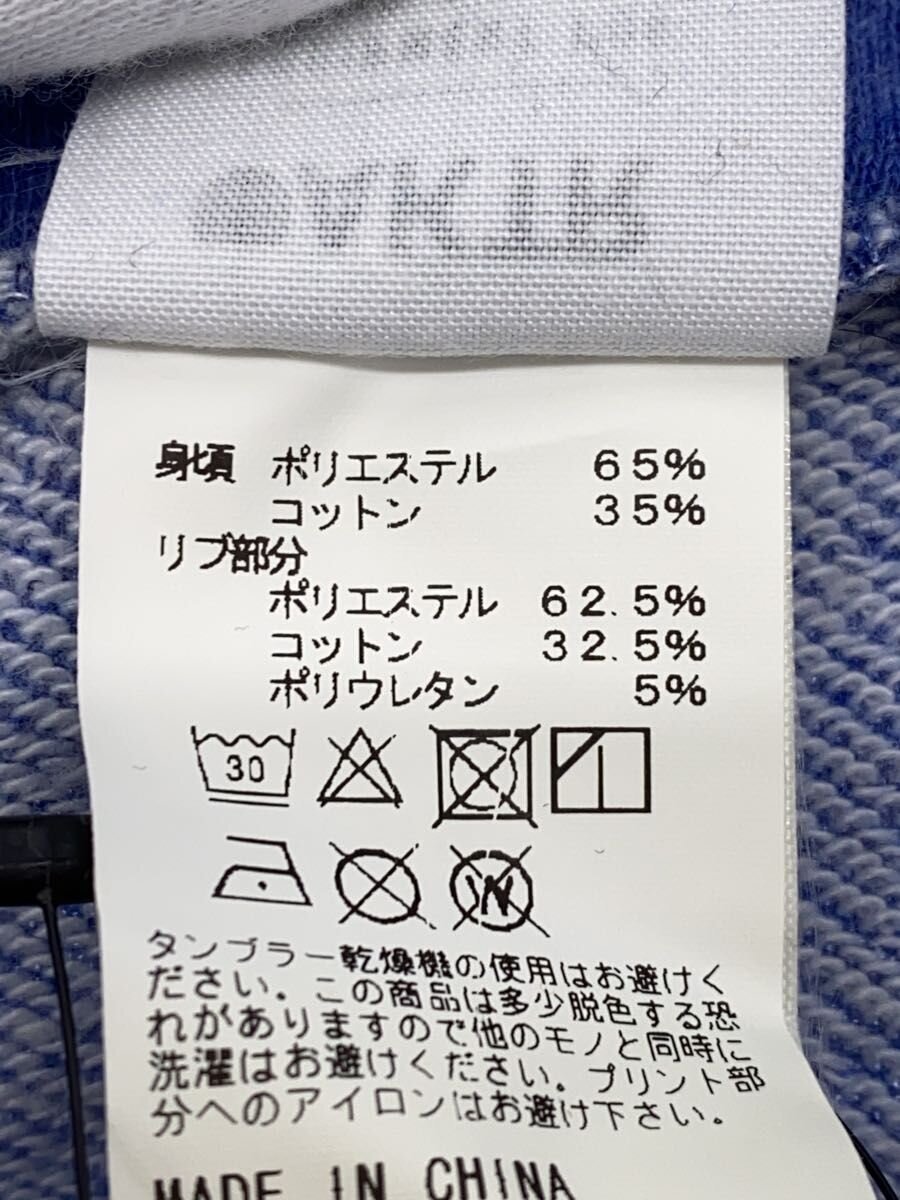 身頃 ポリエステル 65%
コットン 35%
リブ部分
ポリエステル 62.5%
コットン 32.5%
ポリウレタン 5%
30
タンブラー乾燥機の使用はお避けく
ださい。この商品は多少脱色する恐
れがありますので他のモノと同時に
洗濯はお避けください。プリント部
分へのアイロンはお避け下さい。
MADE IN CHINA